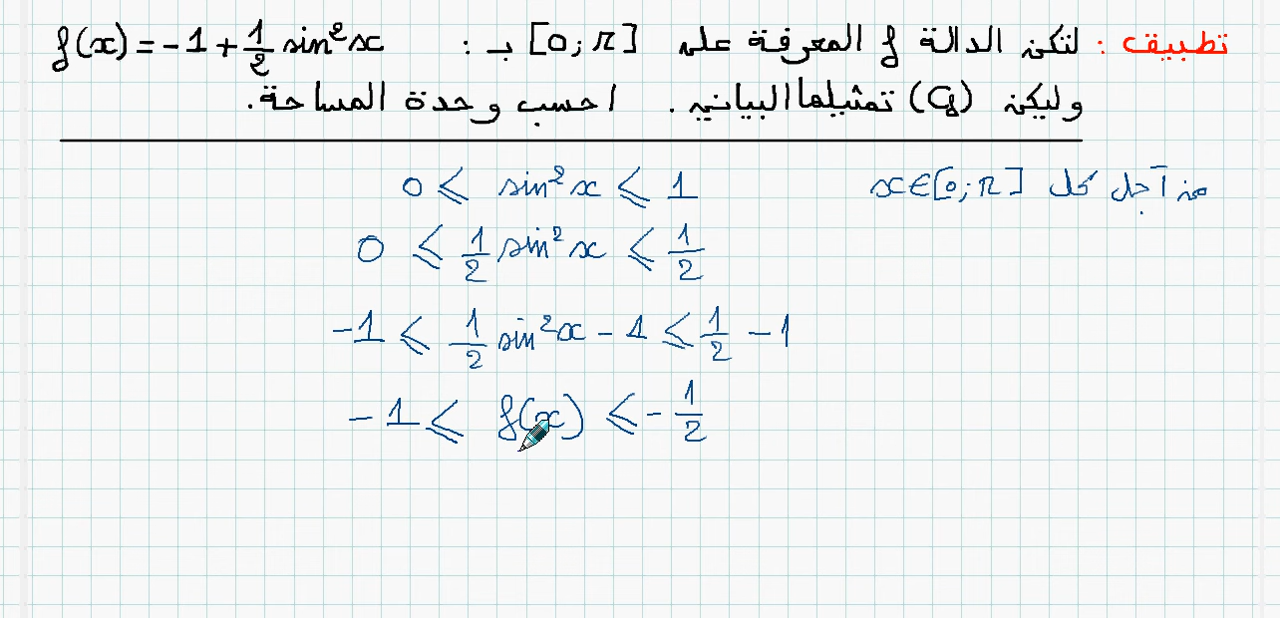 تطبيق : لتكن الدالة f المعرفة على [0;π] بـ : f(x) = -1 + 1/2 sin²x
وليكن (Cf) تمثيلها البياني . احسب وحدة المساحة.
من آجل كل x∈[0;π] 0 ⩽ sin²x ⩽ 1
0 ⩽ 1/2 sin²x ⩽ 1/2
-1 ⩽ 1/2 sin²x - 1 ⩽ 1/2 - 1
-1 ⩽ f(x) ⩽ -1/2